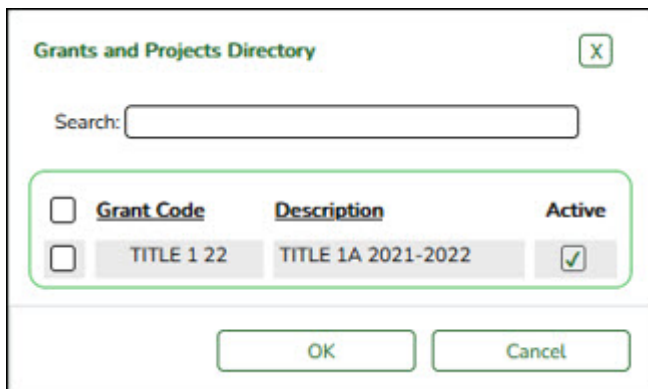 Grants and Projects Directory X
Search:
Grant Code Description Active
TITLE 1 22 TITLE 1A 2021-2022
OK Cancel